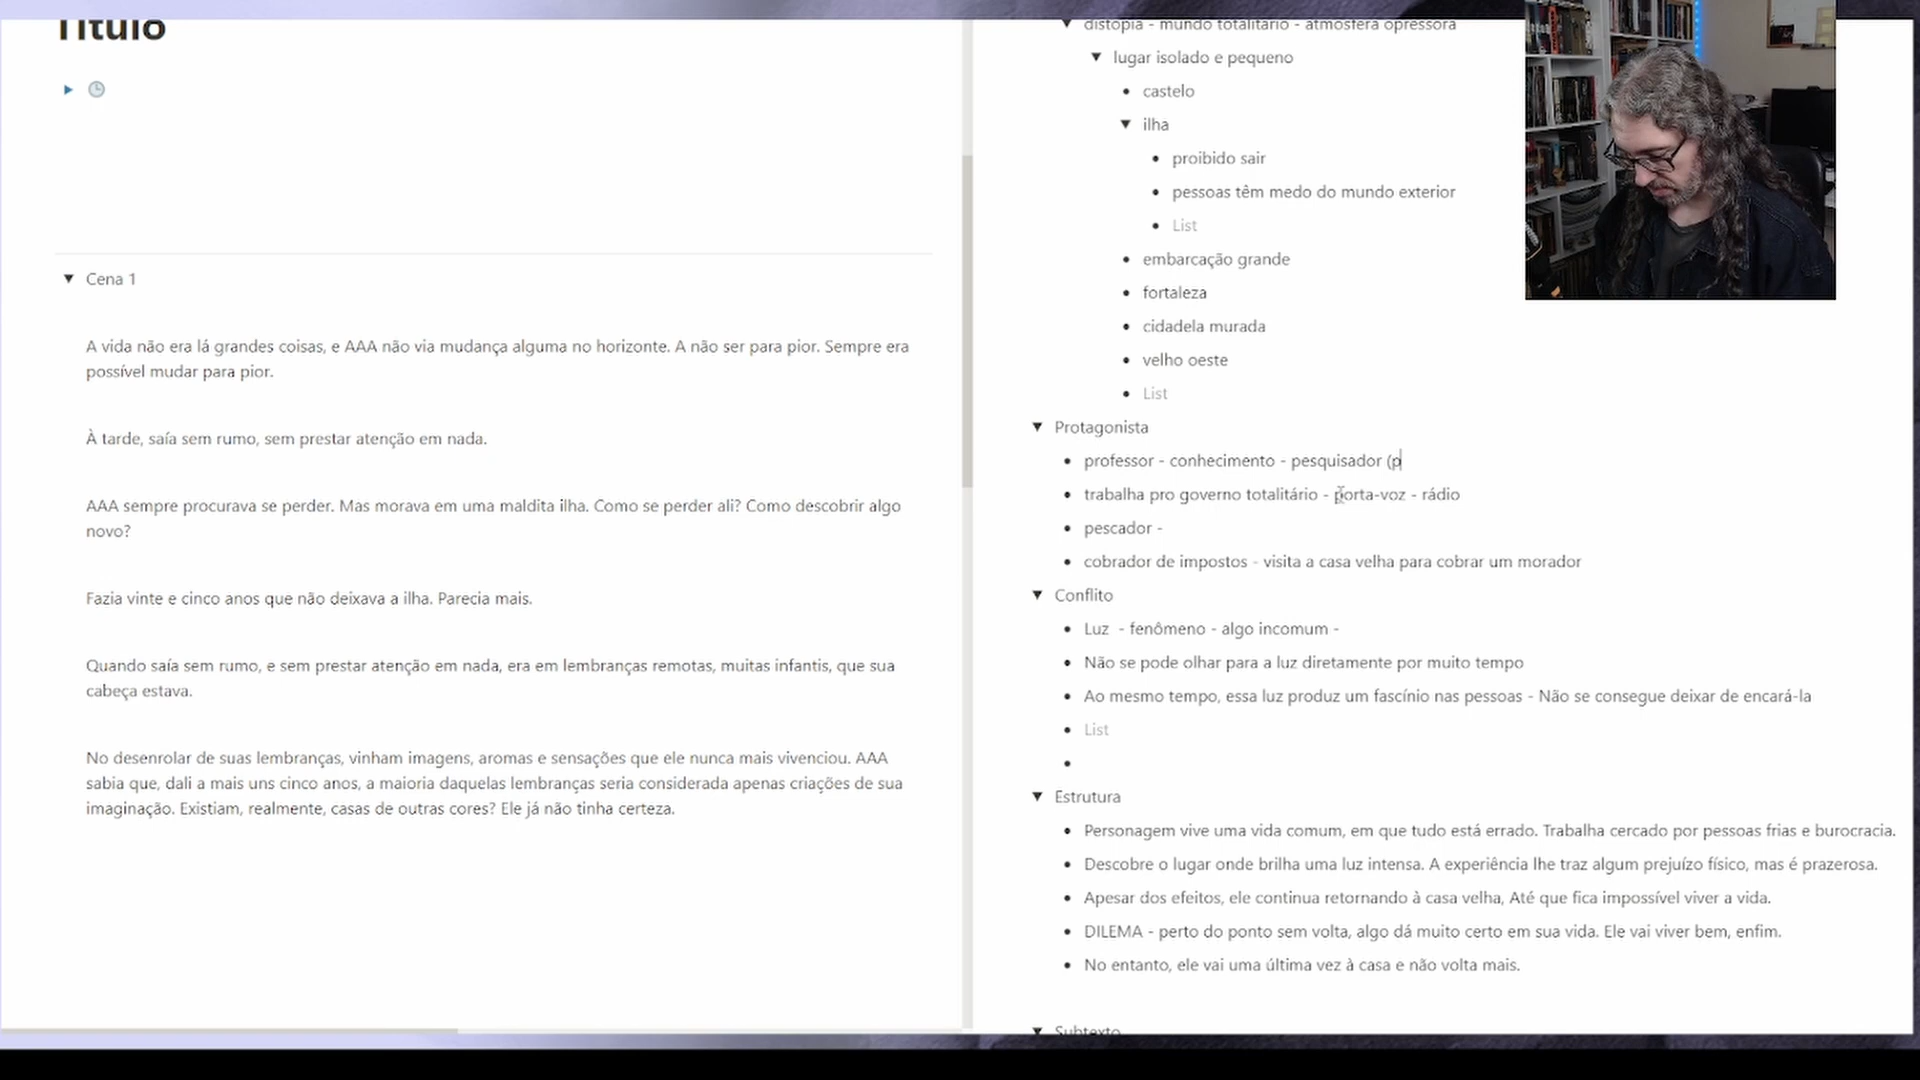 Título
Cena 1
A vida não era lá grandes coisas, e AAA não via mudança alguma no horizonte. A não ser para pior. Sempre era
possível mudar para pior.
À tarde, saía sem rumo, sem prestar atenção em nada.
AAA sempre procurava se perder. Mas morava em uma maldita ilha. Como se perder ali? Como descobrir algo
novo?
Fazia vinte e cinco anos que não deixava a ilha. Parecia mais.
Quando saía sem rumo, e sem prestar atenção em nada, era em lembranças remotas, muitas infantis, que sua
cabeça estava.
No desenrolar de suas lembranças, vinham imagens, aromas e sensações que ele nunca mais vivenciou. AAA
sabia que, dali a mais uns cinco anos, a maioria daquelas lembranças seria considerada apenas criações de sua
imaginação. Existiam, realmente, casas de outras cores? Ele já não tinha certeza.
distopia - mundo totalitário - atmosfera opressora
lugar isolado e pequeno
castelo
ilha
proibido sair
pessoas têm medo do mundo exterior
List
embarcação grande
fortaleza
cidadela murada
velho oeste
List
Protagonista
professor - conhecimento - pesquisador (p
trabalha pro governo totalitário - porta-voz - rádio
pescador -
cobrador de impostos - visita a casa velha para cobrar um morador
Conflito
Luz - fenômeno - algo incomum -
Não se pode olhar para a luz diretamente por muito tempo
Ao mesmo tempo, essa luz produz um fascínio nas pessoas - Não se consegue deixar de encará-la
List
Estrutura
Personagem vive uma vida comum, em que tudo está errado. Trabalha cercado por pessoas frias e burocracia.
Descobre o lugar onde brilha uma luz intensa. A experiência lhe traz algum prejuízo físico, mas é prazerosa.
Apesar dos efeitos, ele continua retornando à casa velha, Até que fica impossível viver a vida.
DILEMA - perto do ponto sem volta, algo dá muito certo em sua vida. Ele vai viver bem, enfim.
No entanto, ele vai uma última vez à casa e não volta mais.
Subtexto